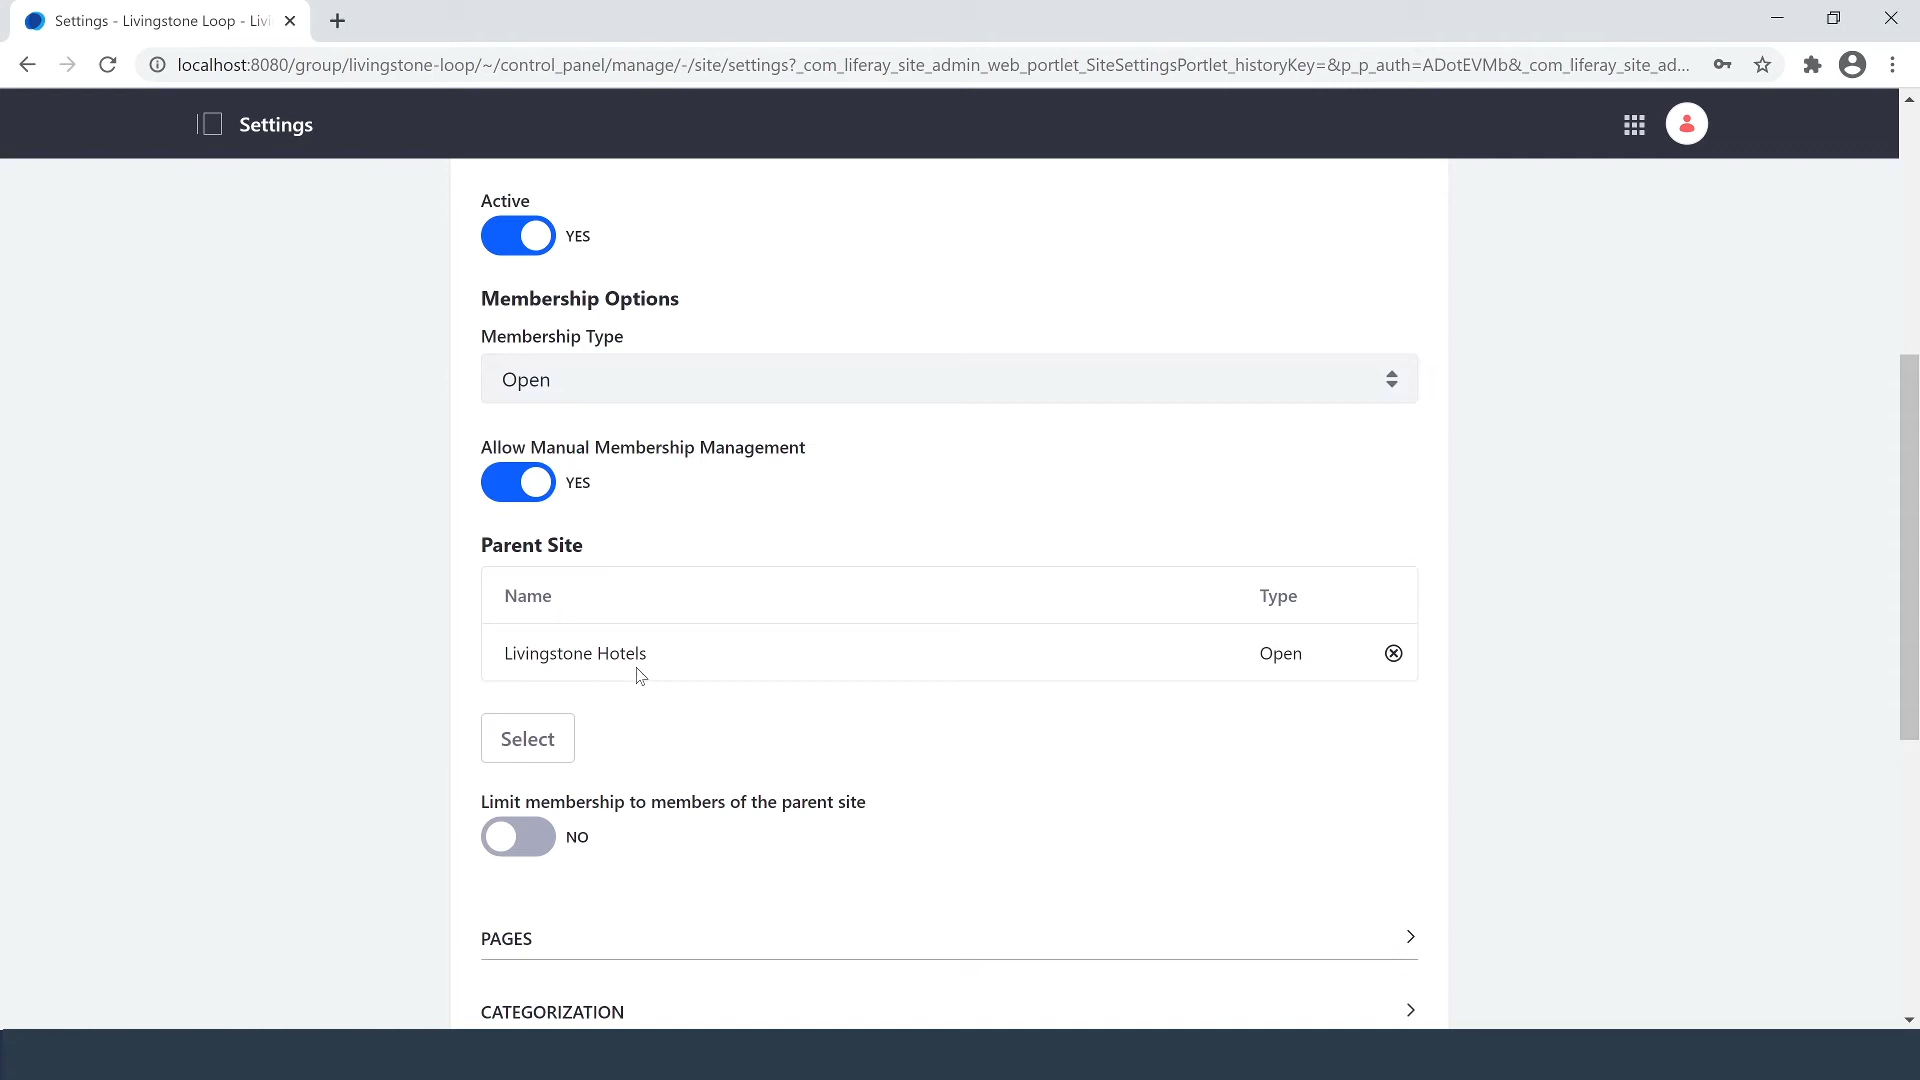 Settings - Livingstone Loop - Livi
localhost:8080/group/livingstone-loop/~/control_panel/manage/-/site/settings?_com_liferay_site_admin_web_portlet_SiteSettingsPortlet_historyKey=&p_p_auth=ADotEVMb&_com_liferay_site_ad...
Settings
Active
YES
Membership Options
Membership Type
Open
Allow Manual Membership Management
YES
Parent Site
Name Type
Livingstone Hotels Open
Select
Limit membership to members of the parent site
NO
PAGES
CATEGORIZATION